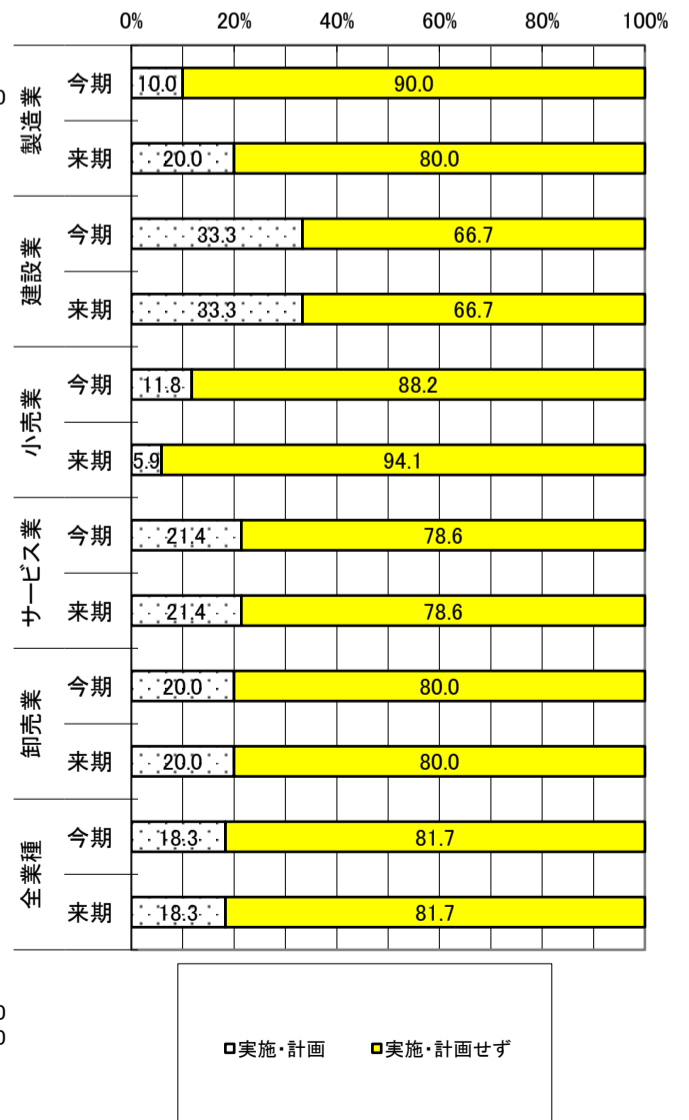 0% 20% 40% 60% 80% 100%
製造業
今期 10.0 90.0
0
来期 20.0 80.0
建設業
今期 33.3 66.7
来期 33.3 66.7
小売業
今期 11.8 88.2
来期 5.9 94.1
サービス業
今期 21.4 78.6
来期 21.4 78.6
卸売業
今期 20.0 80.0
来期 20.0 80.0
全業種
今期 18.3 81.7
来期 18.3 81.7
0
0
実施・計画 実施・計画せず